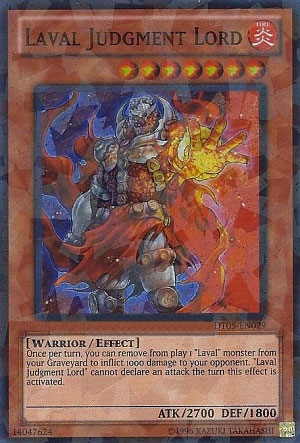 LAVAL JUDGMENT LORD
FIRE
炎
DT05-EN029
[WARRIOR / EFFECT]
Once per turn, you can remove from play 1 "Laval" monster from
your Graveyard to inflict 1000 damage to your opponent. "Laval
Judgment Lord" cannot declare an attack the turn this effect is
activated.
ATK/2700 DEF/1800
14047624
©1996 KAZUKI TAKAHASHI